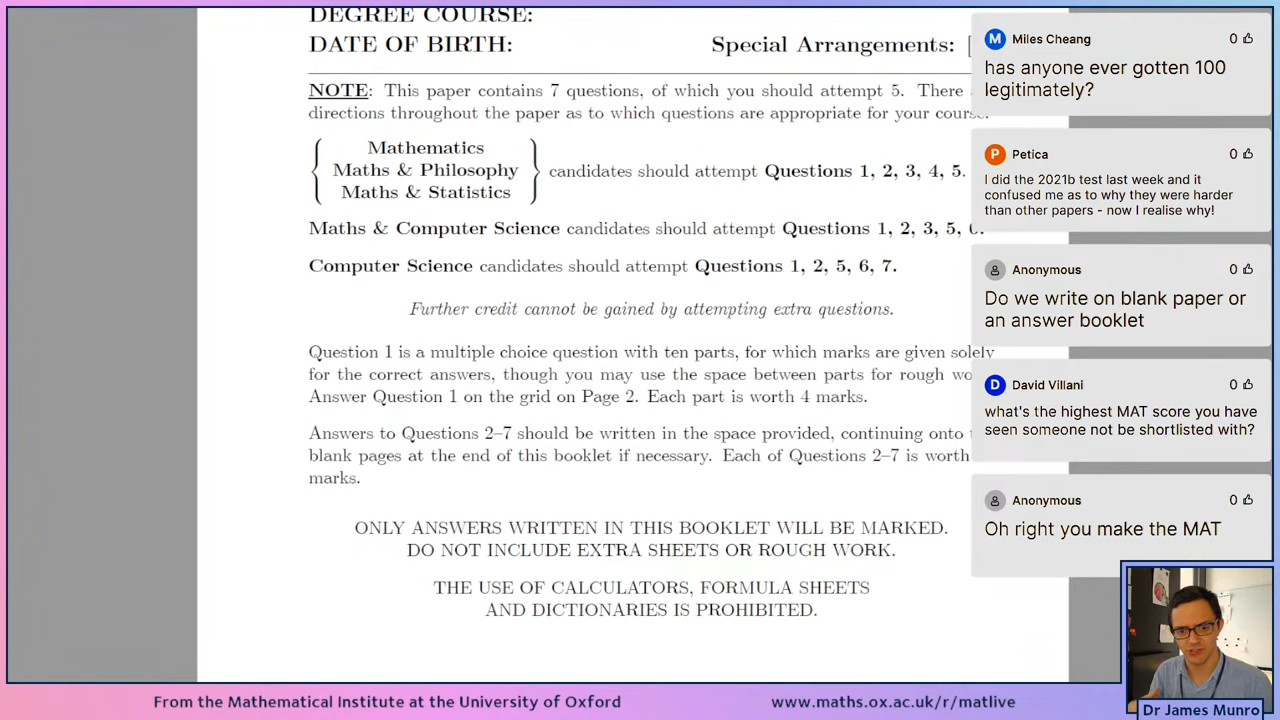 DEGREE COURSE:
DATE OF BIRTH:
Special Arrangements: [
NOTE: This paper contains 7 questions, of which you should attempt 5. There
directions throughout the paper as to which questions are appropriate for your course.
Mathematics
Maths & Philosophy
Maths & Statistics
candidates should attempt Questions 1, 2, 3, 4, 5.
Maths & Computer Science candidates should attempt Questions 1, 2, 3, 5,
Computer Science candidates should attempt Questions 1, 2, 5, 6, 7.
Further credit cannot be gained by attempting extra questions.
Question 1 is a multiple choice question with ten parts, for which marks are given solely
for the correct answers, though you may use the space between parts for rough
Answer Question 1 on the grid on Page 2. Each part is worth 4 marks.
Answers to Questions 2–7 should be written in the space provided, continuing onto
blank pages at the end of this booklet if necessary. Each of Questions 2–7 is worth
marks.
ONLY ANSWERS WRITTEN IN THIS BOOKLET WILL BE MARKED.
DO NOT INCLUDE EXTRA SHEETS OR ROUGH WORK.
THE USE OF CALCULATORS, FORMULA SHEETS
AND DICTIONARIES IS PROHIBITED.
M Miles Cheang 0
has anyone ever gotten 100
legitimately?
P Petica 0
I did the 2021b test last week and it
confused me as to why they were harder
than other papers - now I realise why!
Anonymous 0
Do we write on blank paper or
an answer booklet
D David Villani 0
what's the highest MAT score you have
seen someone not be shortlisted with?
Anonymous 0
Oh right you make the MAT
From the Mathematical Institute at the University of Oxford
www.maths.ox.ac.uk/r/matlive
Dr James Munro